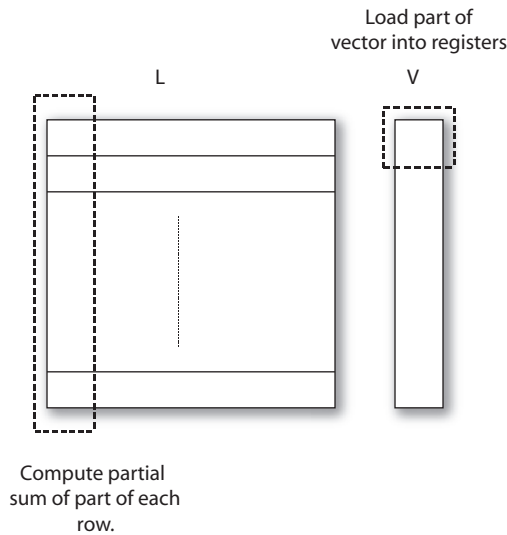 Load part of
vector into registers
L
V
Compute partial
sum of part of each
row.